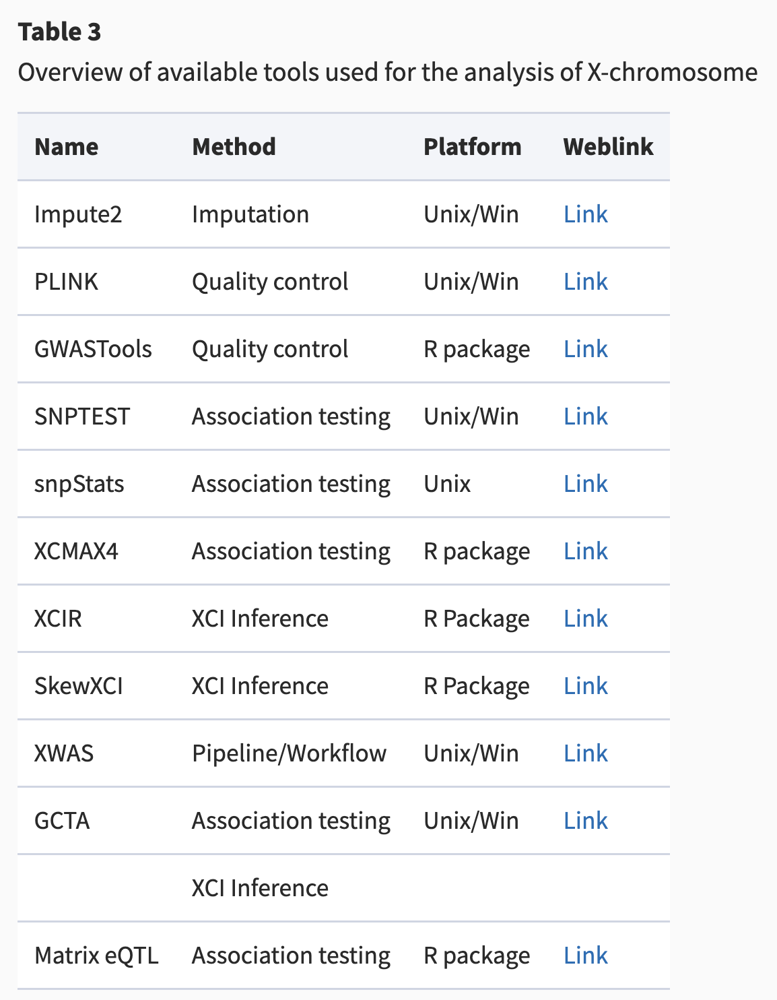 Table 3
Overview of available tools used for the analysis of X-chromosome
Name Method Platform Weblink
Impute2 Imputation Unix/Win Link
PLINK Quality control Unix/Win Link
GWASTools Quality control R package Link
SNPTEST Association testing Unix/Win Link
snpStats Association testing Unix Link
XCMAX4 Association testing R package Link
XCIR XCI Inference R Package Link
SkewXCI XCI Inference R Package Link
XWAS Pipeline/Workflow Unix/Win Link
GCTA Association testing Unix/Win Link
XCI Inference
Matrix eQTL Association testing R package Link